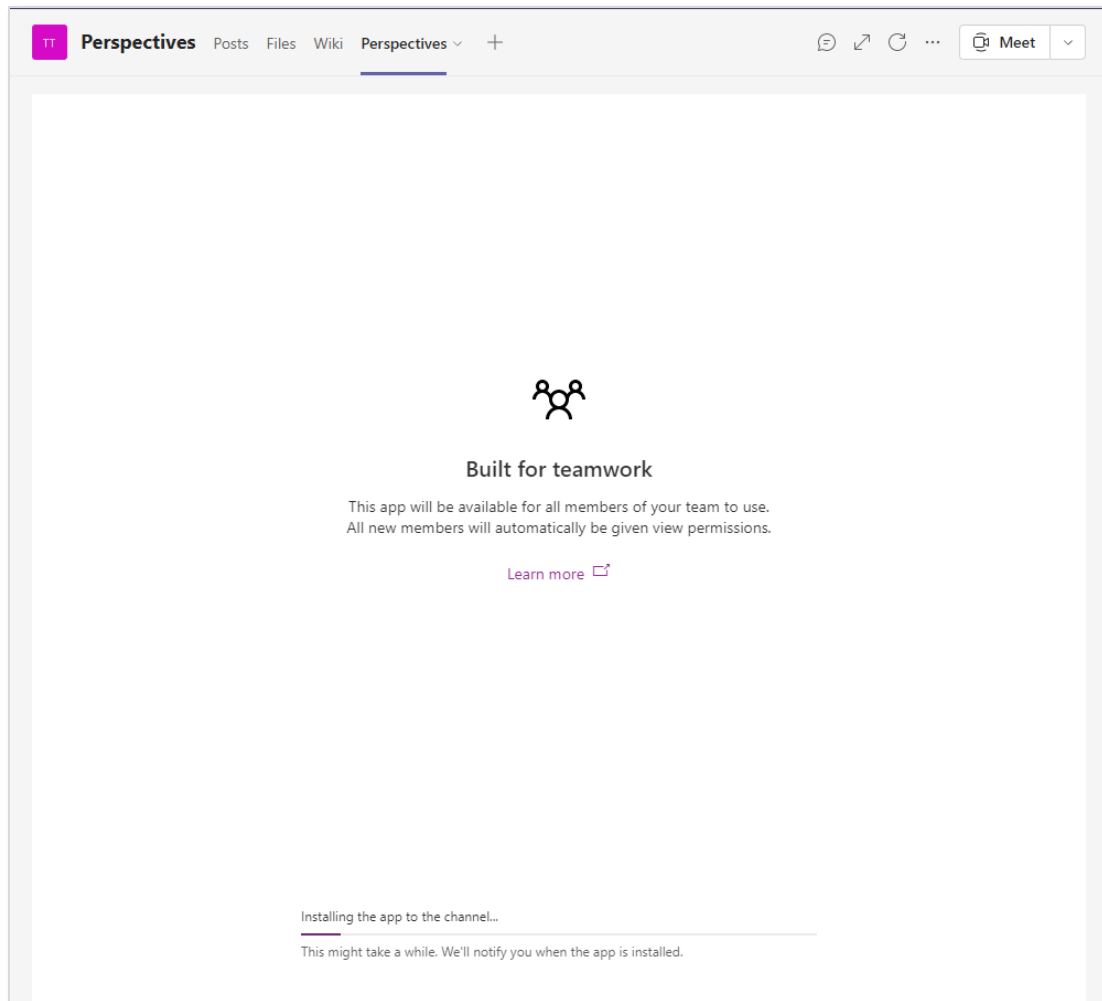 TT Perspectives Posts Files Wiki Perspectives Meet
Built for teamwork
This app will be available for all members of your team to use.
All new members will automatically be given view permissions.
Learn more
Installing the app to the channel...
This might take a while. We'll notify you when the app is installed.